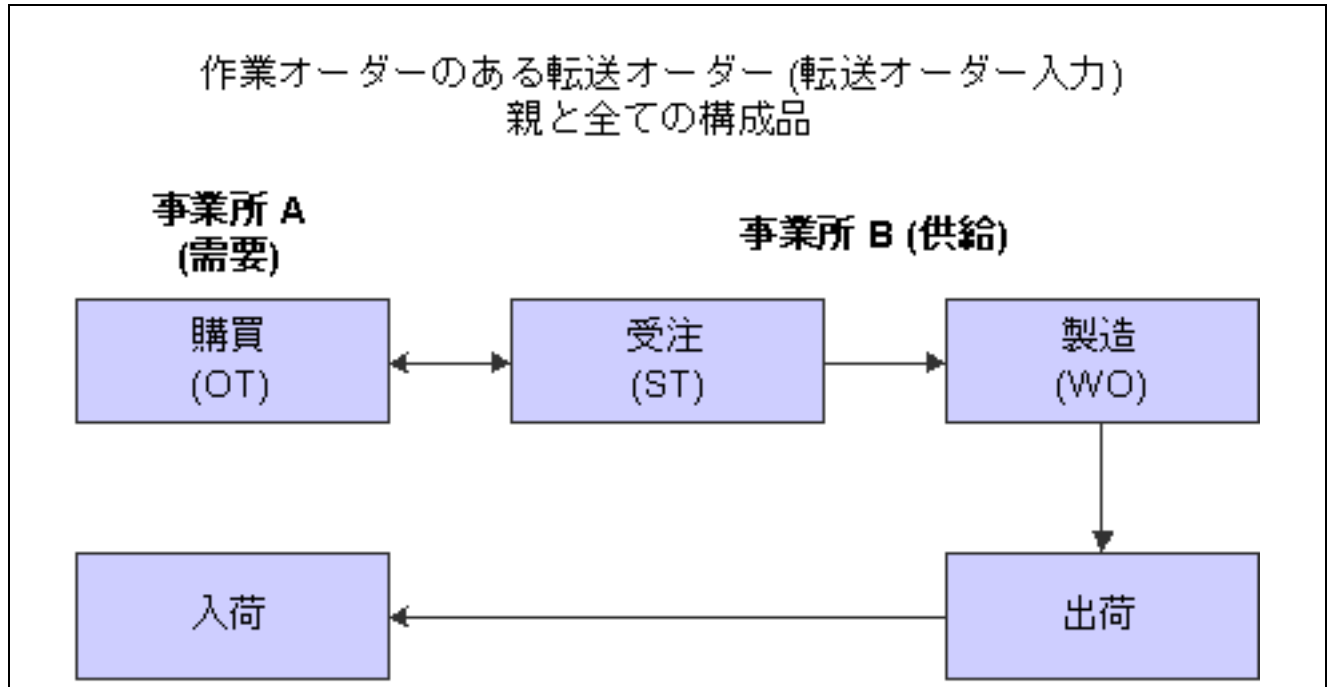 作業オーダーのある転送オーダー (転送オーダー入力)
親と全ての構成品
事業所 A
(需要)
事業所 B (供給)
購買
(OT)
受注
(ST)
製造
(WO)
入荷
出荷